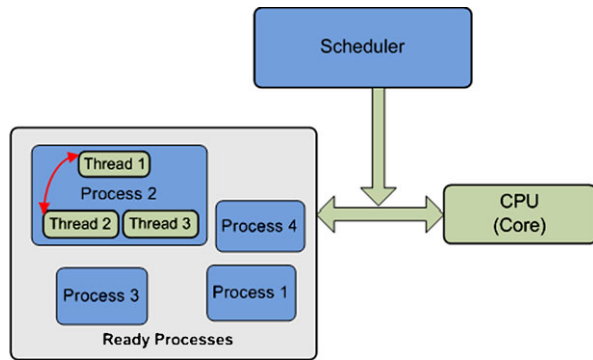 Scheduler
Thread 1
Process 2
Thread 2
Thread 3
Process 4
CPU
(Core)
Process 3
Process 1
Ready Processes